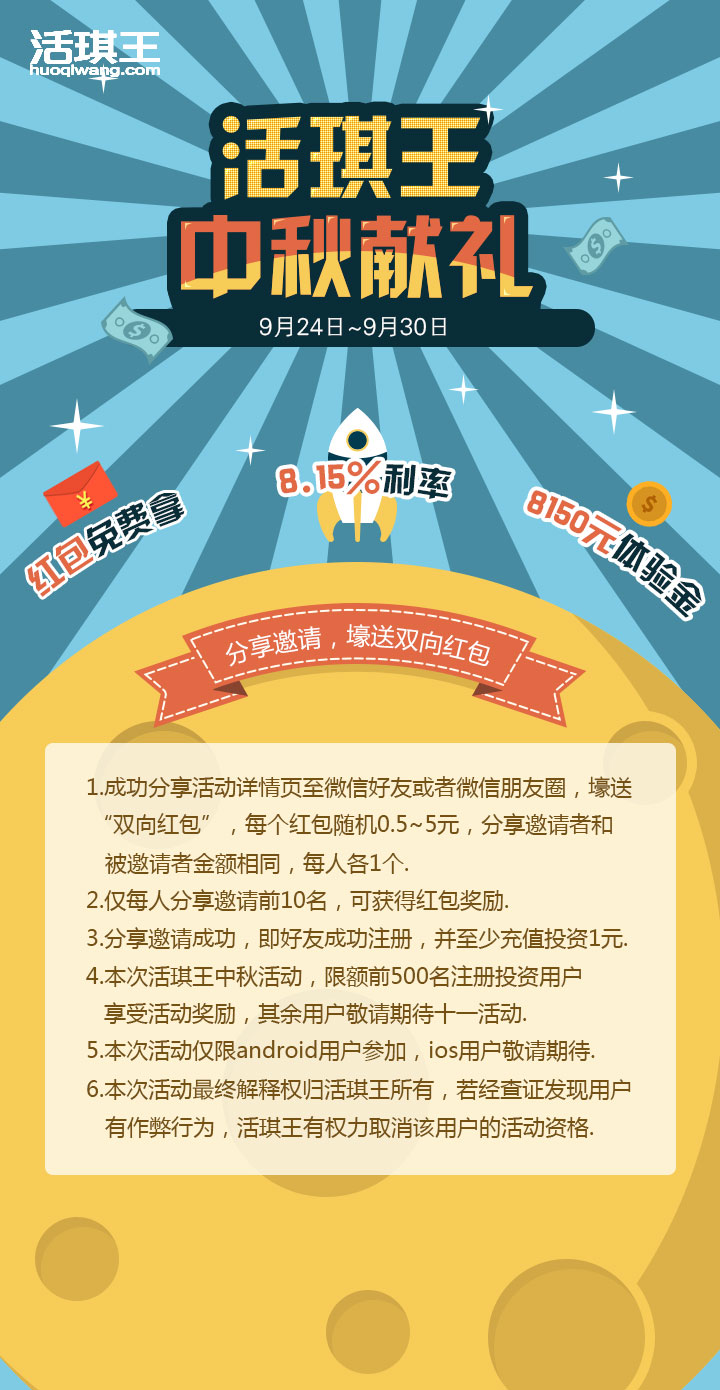 活琪王
huoqiwang.com
活琪王
中秋献礼
9月24日~9月30日
8.15%利率
红包免费拿
8150元体验金
分享邀请，壕送双向红包
1.成功分享活动详情页至微信好友或者微信朋友圈，壕送
“双向红包”，每个红包随机0.5~5元，分享邀请者和
被邀请者金额相同，每人各1个.
2.仅每人分享邀请前10名，可获得红包奖励.
3.分享邀请成功，即好友成功注册，并至少充值投资1元.
4.本次活琪王中秋活动，限额前500名注册投资用户
享受活动奖励，其余用户敬请期待十一活动.
5.本次活动仅限android用户参加，ios用户敬请期待.
6.本次活动最终解释权归活琪王所有，若经查证发现用户
有作弊行为，活琪王有权力取消该用户的活动资格.